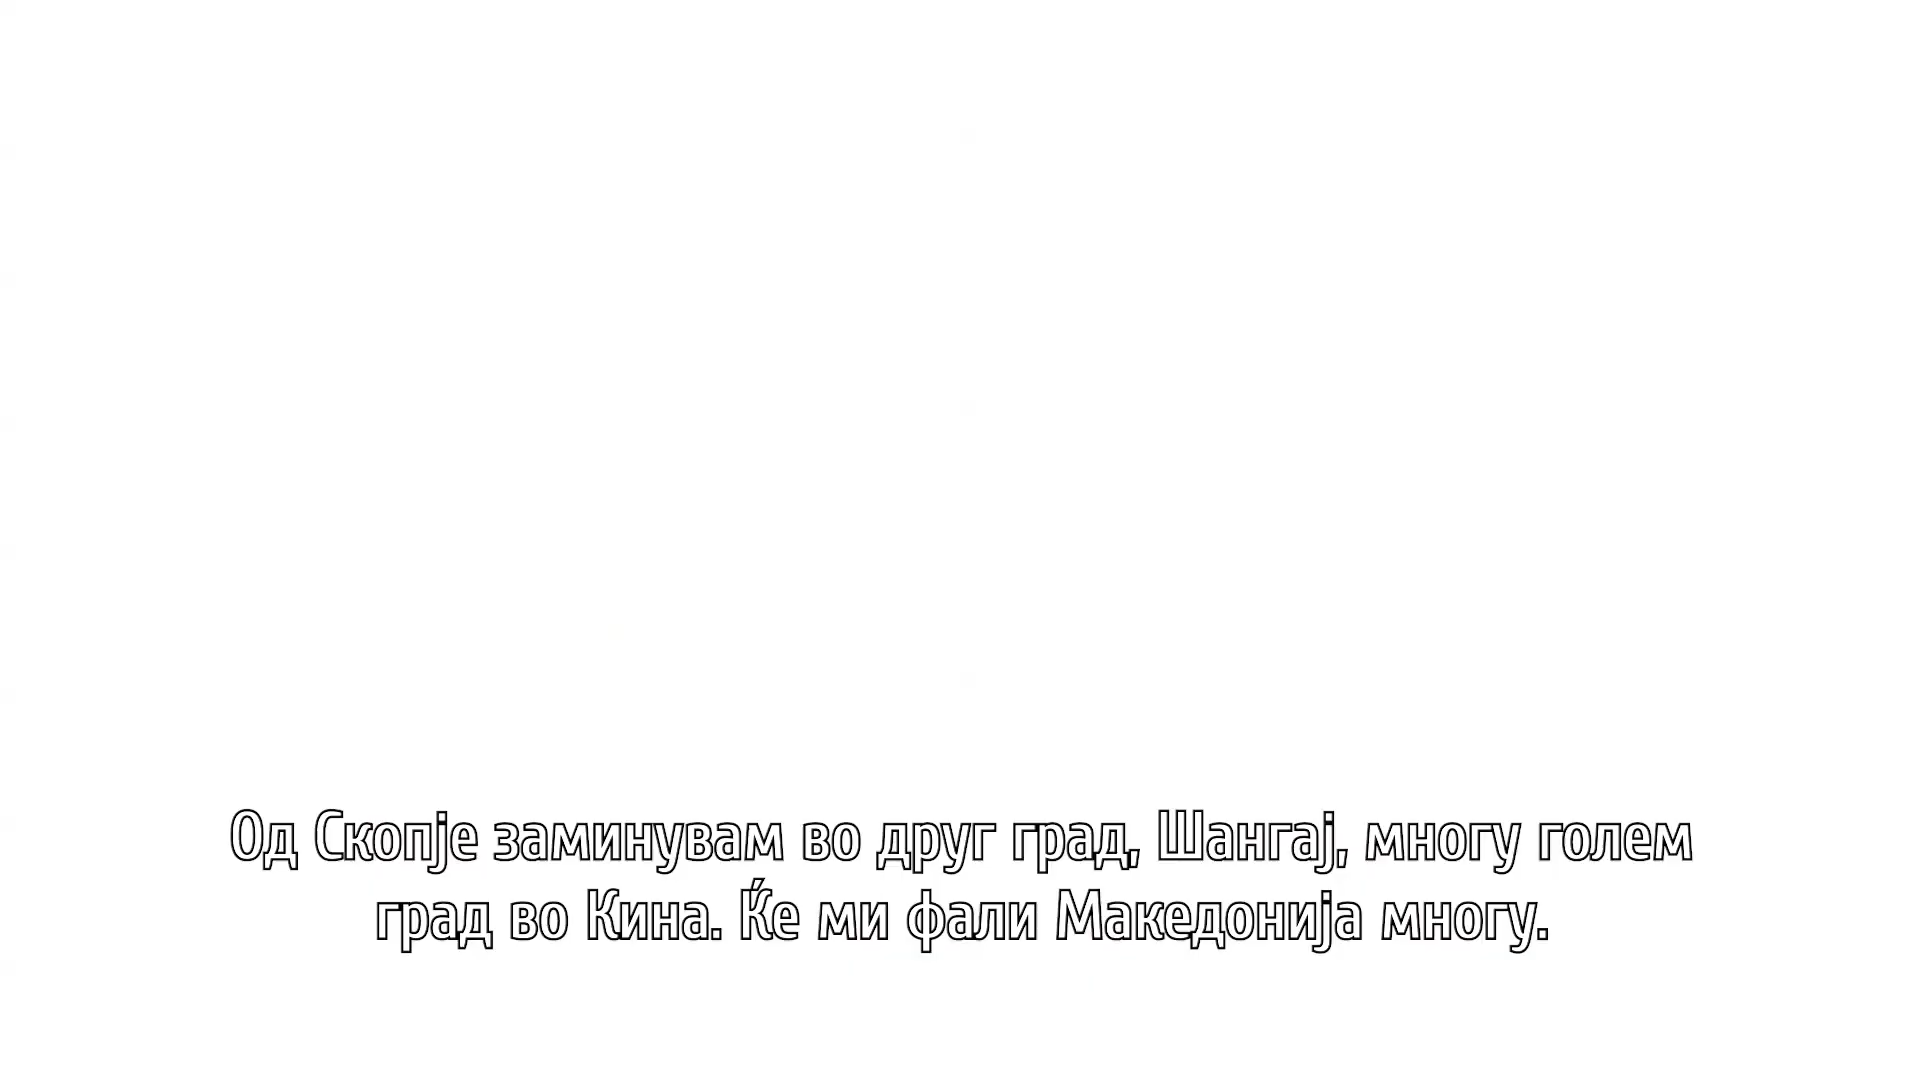 Од Скопје заминувам во друг град, Шангај, многу голем
град во Кина. Ќе ми фали Македонија многу.